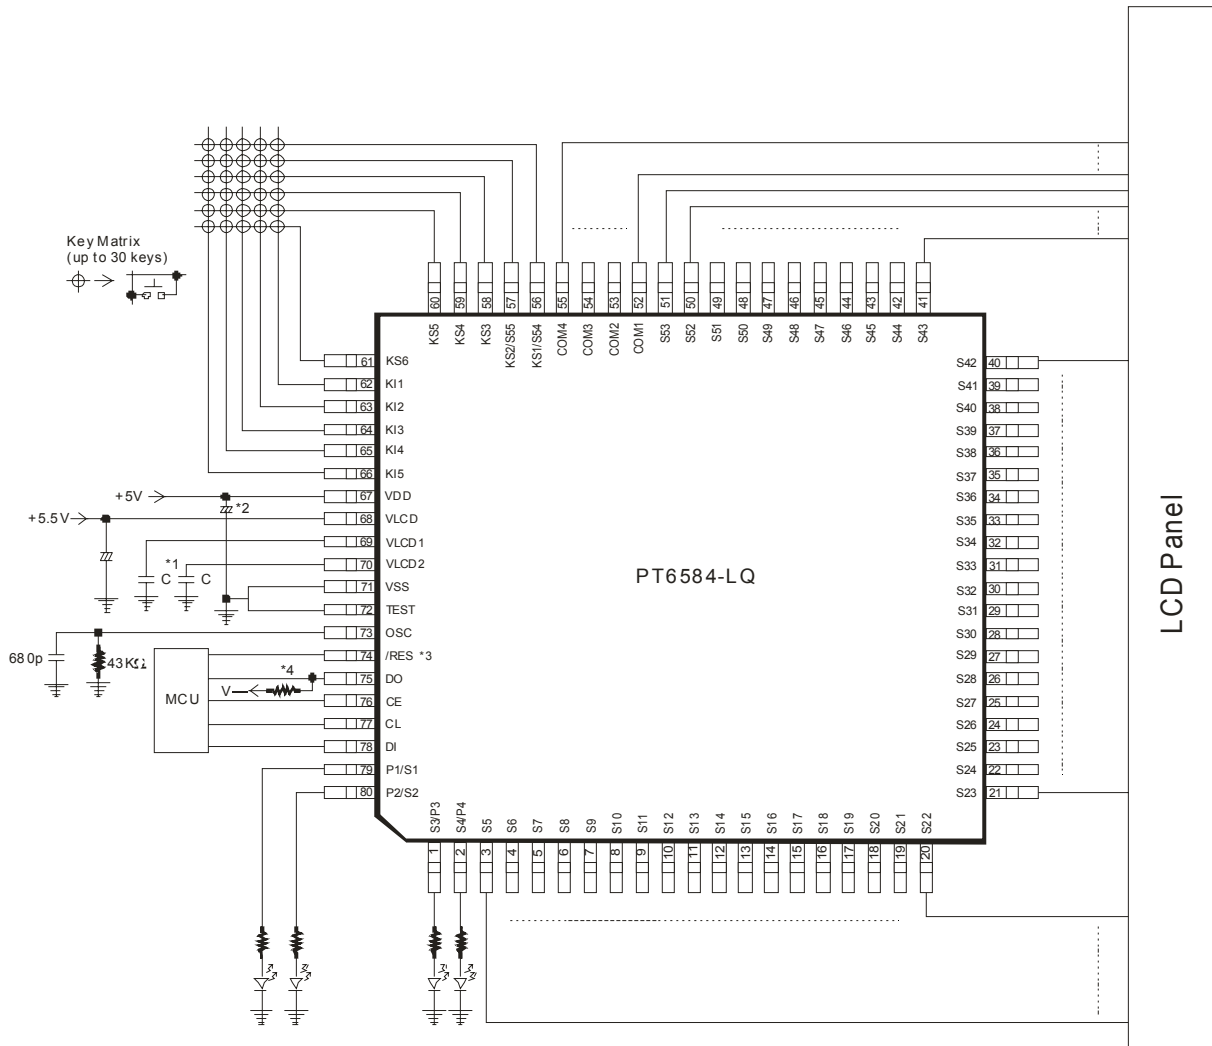 Key Matrix
(up to 30 keys)
60 59 58 57 56 55 54 53 52 51 50 49 48 47 46 45 44 43 42 41
KS5 KS4 KS3 KS2/S55 KS1/S54 COM4 COM3 COM2 COM1 S53 S52 S51 S50 S49 S48 S47 S46 S45 S44 S43
61 KS6
62 KI1
63 KI2
64 KI3
65 KI4
66 KI5
+5V
67 VDD
*2
+5.5V
68 VLCD
69 VLCD1
*1
C
C
70 VLCD2
71 VSS
72 TEST
73 OSC
680p
43KΩ
74 /RES *3
*4
V
75 DO
MCU
76 CE
77 CL
78 DI
79 P1/S1
80 P2/S2
PT6584-LQ
S42 40
S41 39
S40 38
S39 37
S38 36
S37 35
S36 34
S35 33
S34 32
S33 31
S32 30
S31 29
S30 28
S29 27
S28 26
S27 25
S26 24
S25 23
S24 22
S23 21
LCD Panel
S3/P3 S4/P4 S5 S6 S7 S8 S9 S10 S11 S12 S13 S14 S15 S16 S17 S18 S19 S20 S21 S22
1 2 3 4 5 6 7 8 9 10 11 12 13 14 15 16 17 18 19 20